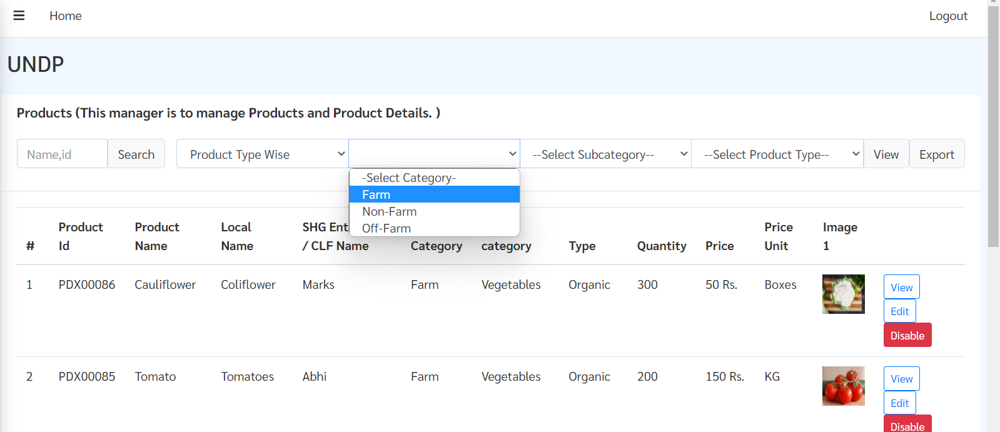 Home Logout
UNDP
Products (This manager is to manage Products and Product Details. )
Name,id Search Product Type Wise --Select Subcategory-- --Select Product Type-- View Export
-Select Category-
Farm
Non-Farm
Off-Farm
# Product Id Product Name Local Name SHG Ent / CLF Name Category category Type Quantity Price Price Unit Image 1
1 PDX00086 Cauliflower Coliflower Marks Farm Vegetables Organic 300 50 Rs. Boxes View
Edit
Disable
2 PDX00085 Tomato Tomatoes Abhi Farm Vegetables Organic 200 150 Rs. KG View
Edit
Disable